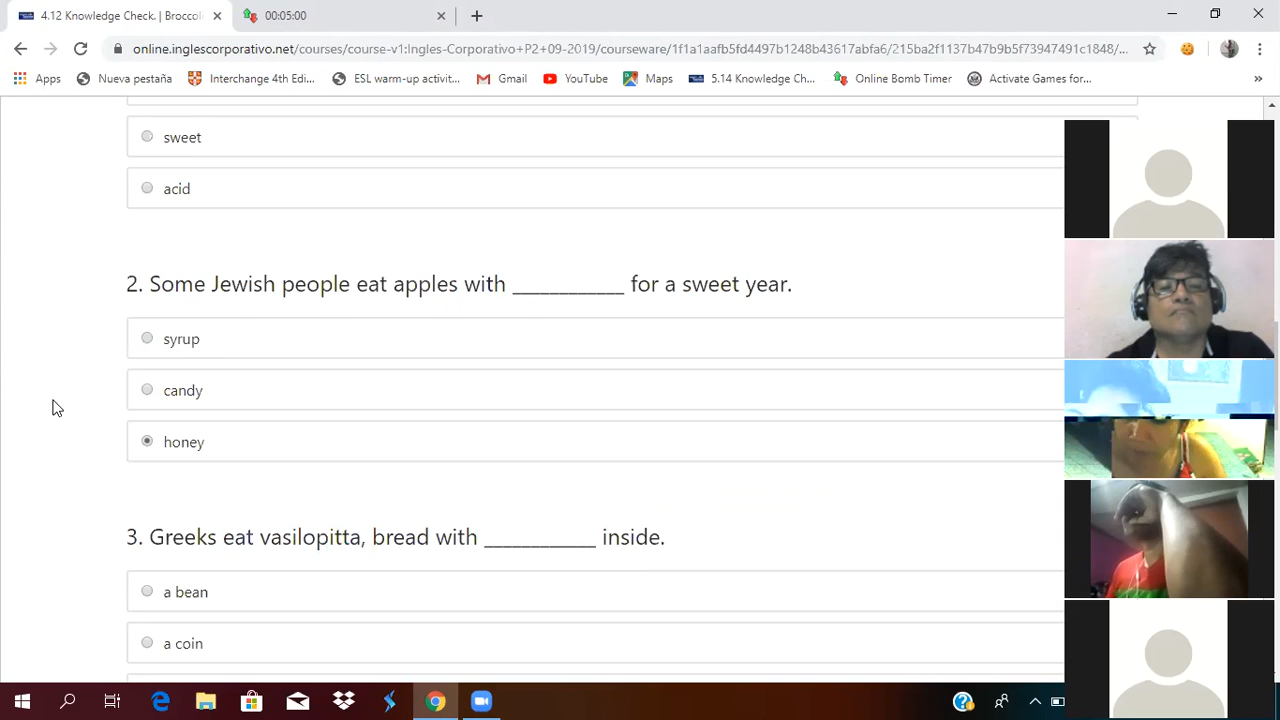 4.12 Knowledge Check. | Broccol
00:05:00
online.inglescorporativo.net/courses/course-v1:Ingles-Corporativo+P2+09-2019/courseware/1f1a1aafb5fd4497b1248b43617abfa6/215ba2f1137b47b9b5f73947491c1848/...
Apps
Nueva pestaña
Interchange 4th Edi...
ESL warm-up activit...
Gmail
YouTube
Maps
5.14 Knowledge Ch...
Online Bomb Timer
Activate Games for...
sweet
acid
2. Some Jewish people eat apples with ____________ for a sweet year.
syrup
candy
honey
3. Greeks eat vasilopitta, bread with ____________ inside.
a bean
a coin